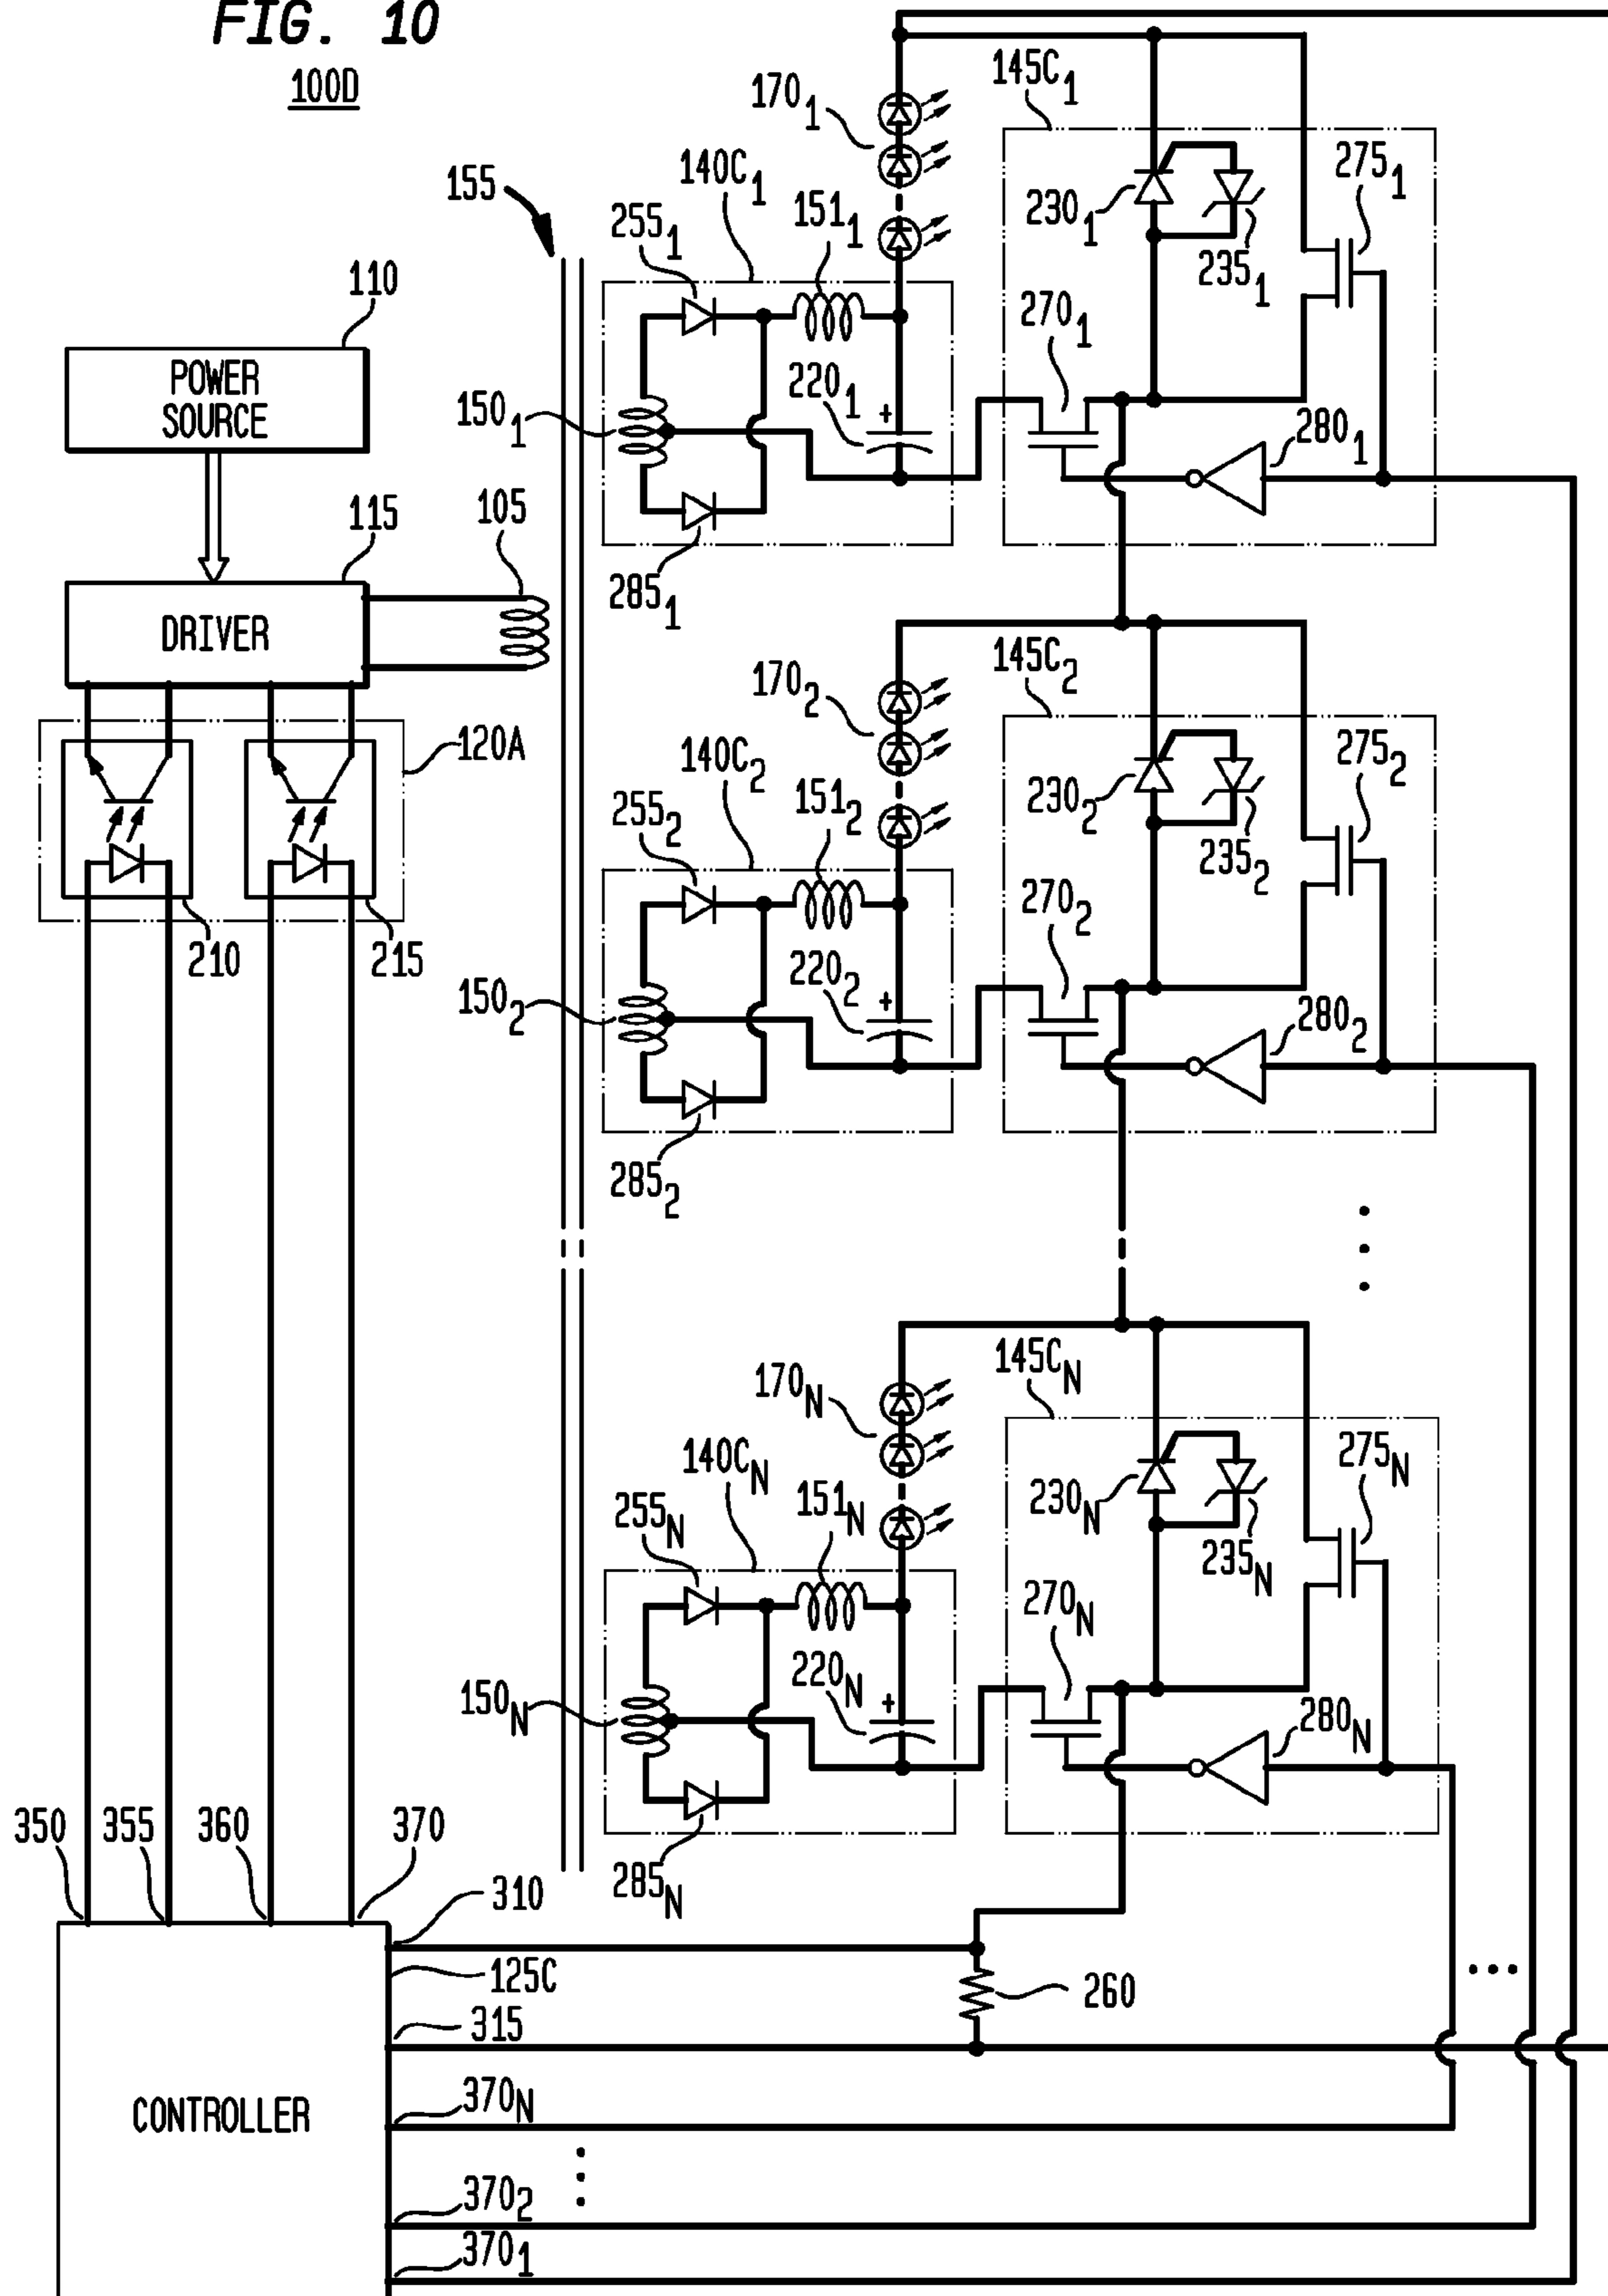 FIG. 10
100D
145C1
1701
2751
155
140C1
1511
2301
2551
2351
110
2701
POWER
SOURCE
2201
1501
2801
115
105
2851
DRIVER
145C2
1702
2752
120A
140C2
1512
2302
2552
2352
210
215
2702
2202
1502
2802
2852
145CN
170N
275N
140CN
151N
230N
255N
235N
270N
220N
150N
280N
350
355
360
370
285N
310
125C
260
315
370N
CONTROLLER
3702
3701
+
+
+